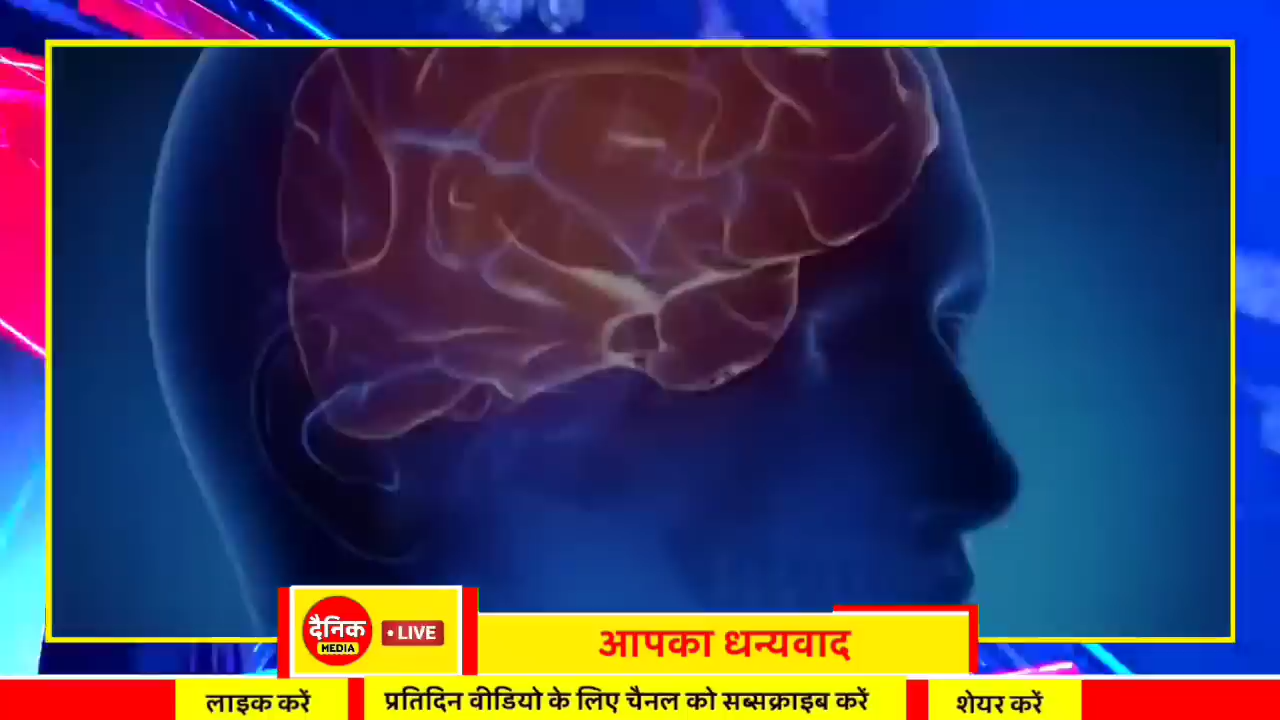 दैनिक
MEDIA
• LIVE
आपका धन्यवाद
लाइक करें
प्रतिदिन वीडियो के लिए चैनल को सब्सक्राइब करें
शेयर करें